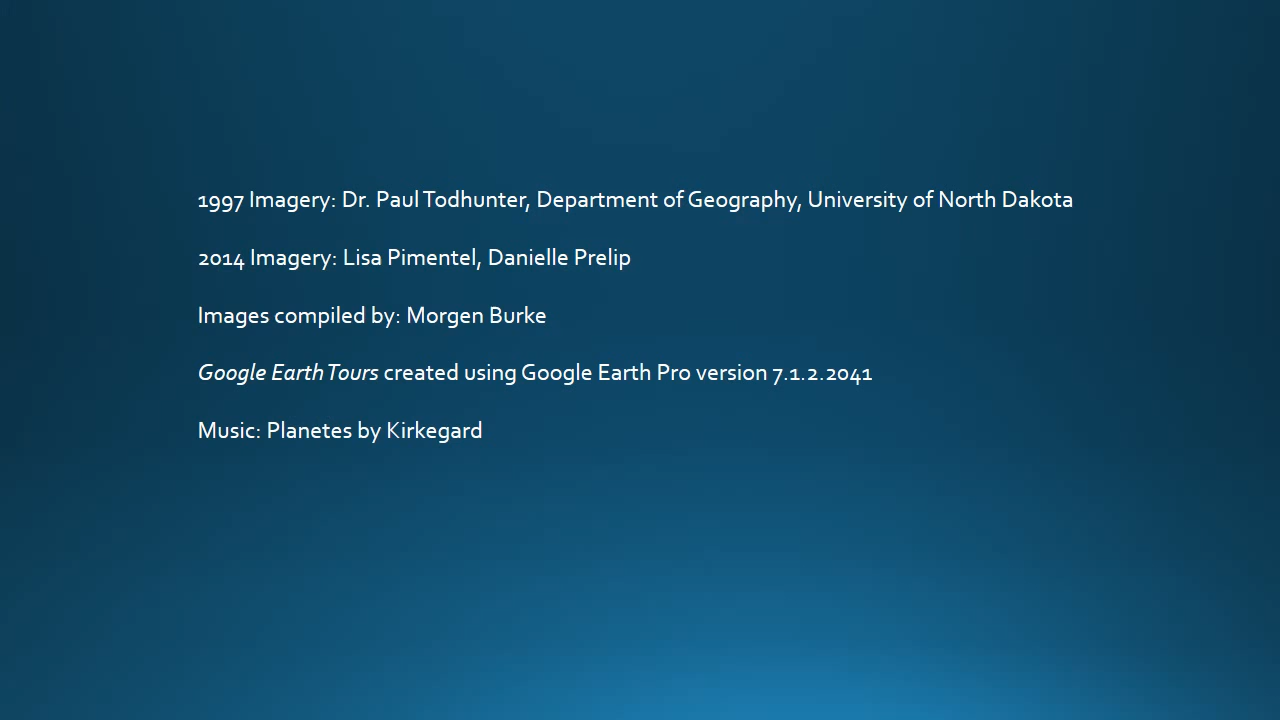 1997 Imagery: Dr. Paul Todhunter, Department of Geography, University of North Dakota
2014 Imagery: Lisa Pimentel, Danielle Prelip
Images compiled by: Morgen Burke
Google Earth Tours created using Google Earth Pro version 7.1.2.2041
Music: Planetes by Kirkegard